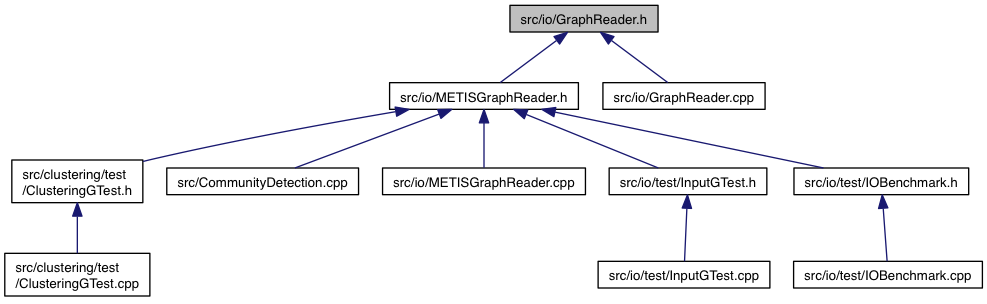 src/io/GraphReader.h
src/io/METISGraphReader.h
src/io/GraphReader.cpp
src/clustering/test
/ClusteringGTest.h
src/CommunityDetection.cpp
src/io/METISGraphReader.cpp
src/io/test/InputGTest.h
src/io/test/IOBenchmark.h
src/clustering/test
/ClusteringGTest.cpp
src/io/test/InputGTest.cpp
src/io/test/IOBenchmark.cpp